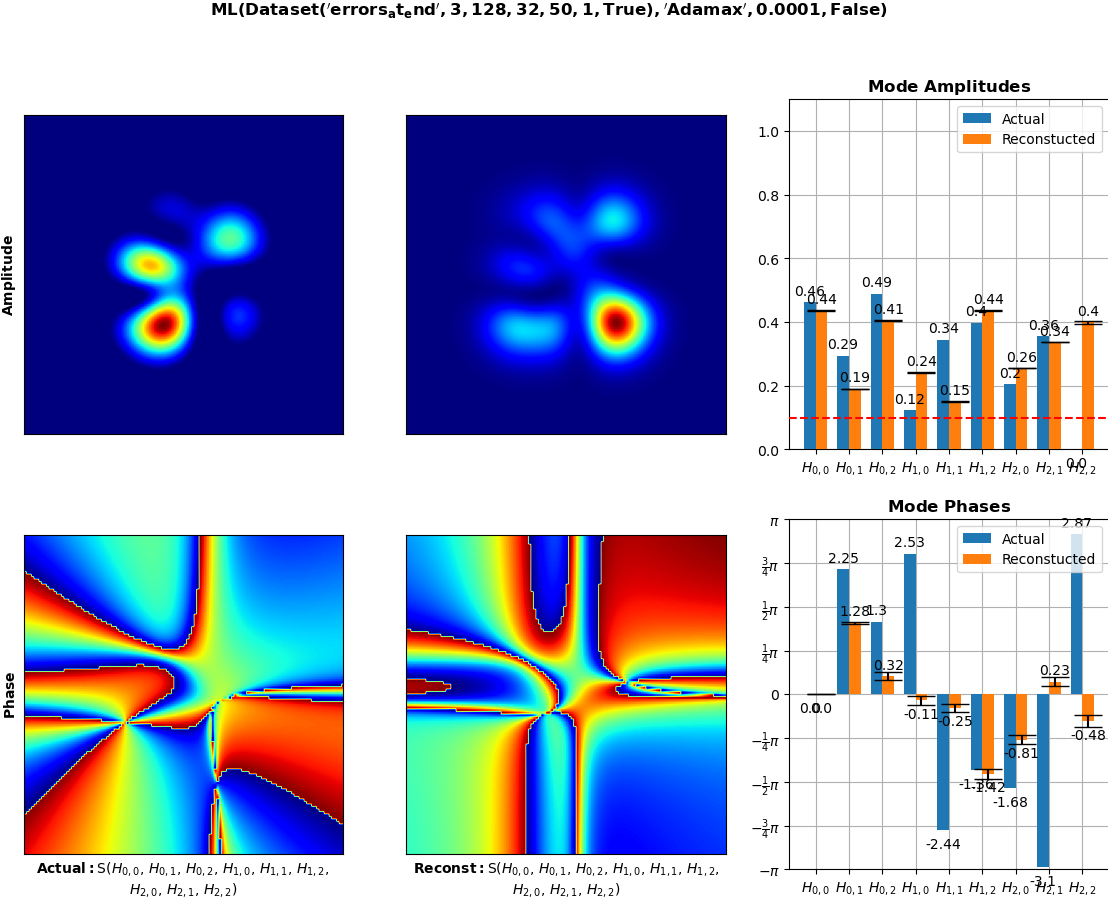 ML(Dataset('errors_at_end', 3, 128, 32, 50, 1, True), 'Adamax', 0.0001, False)
Amplitude
Mode Amplitudes
Actual
Reconstucted
1.0
0.8
0.6
0.4
0.2
0.0
0.46
0.44
0.29
0.19
0.49
0.41
0.12
0.24
0.34
0.15
0.4
0.44
0.2
0.26
0.36
0.34
0.0
0.4
H0,0 H0,1 H0,2 H1,0 H1,1 H1,2 H2,0 H2,1 H2,2
Phase
Mode Phases
Actual
Reconstucted
π
3/4π
1/2π
1/4π
0
−1/4π
−1/2π
−3/4π
−π
0.0
0.0
2.25
1.28
1.3
0.32
2.53
-0.11
-2.44
-0.25
-1.36
-1.42
-1.68
-0.81
-3.1
0.23
2.87
-0.48
H0,0 H0,1 H0,2 H1,0 H1,1 H1,2 H2,0 H2,1 H2,2
Actual: S(H0,0, H0,1, H0,2, H1,0, H1,1, H1,2,
H2,0, H2,1, H2,2)
Reconst: S(H0,0, H0,1, H0,2, H1,0, H1,1, H1,2,
H2,0, H2,1, H2,2)